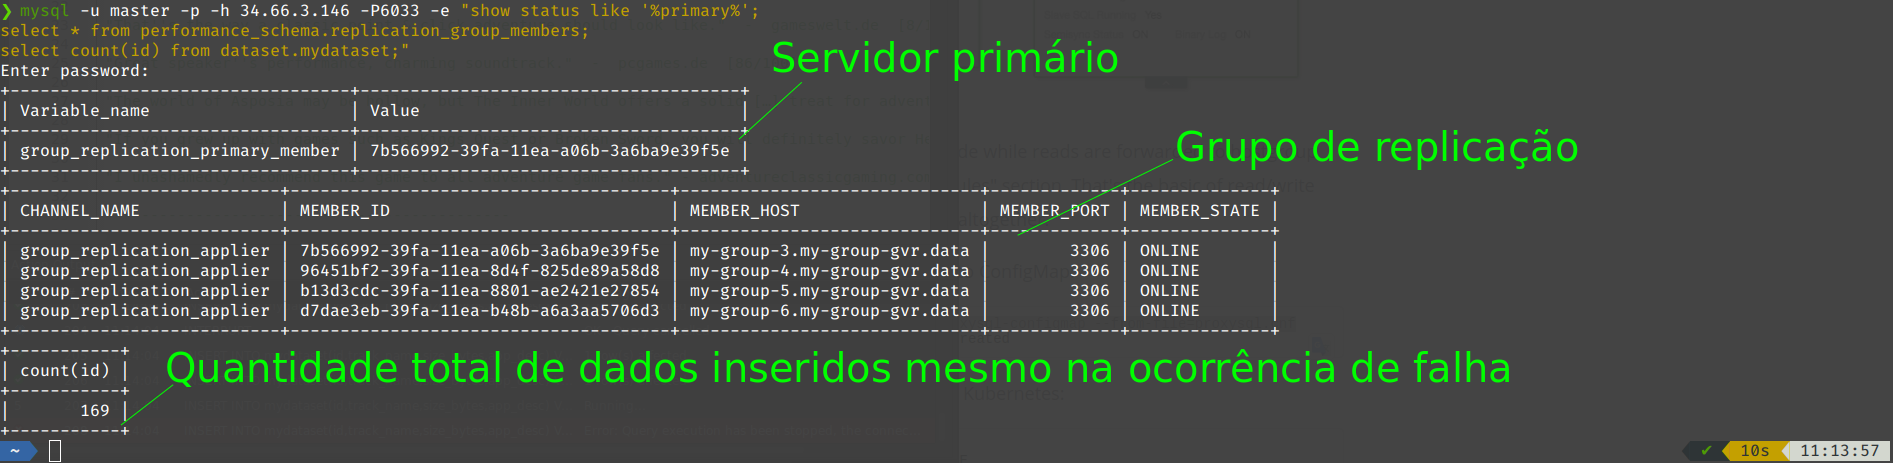 ❯ mysql -u master -p -h 34.66.3.146 -P6033 -e "show status like '%primary%';
select * from performance_schema.replication_group_members;
select count(id) from dataset.mydataset;"
Enter password:
Servidor primário
+----------------------------------+--------------------------------------+
| Variable_name | Value |
+----------------------------------+--------------------------------------+
| group_replication_primary_member | 7b566992-39fa-11ea-a06b-3a6ba9e39f5e |
+----------------------------------+--------------------------------------+
Grupo de replicação
+---------------------------+--------------------------------------+------------------------------+-------------+--------------+
| CHANNEL_NAME | MEMBER_ID | MEMBER_HOST | MEMBER_PORT | MEMBER_STATE |
+---------------------------+--------------------------------------+------------------------------+-------------+--------------+
| group_replication_applier | 7b566992-39fa-11ea-a06b-3a6ba9e39f5e | my-group-3.my-group-gvr.data | 3306 | ONLINE |
| group_replication_applier | 96451bf2-39fa-11ea-8d4f-825de89a58d8 | my-group-4.my-group-gvr.data | 3306 | ONLINE |
| group_replication_applier | b13d3cdc-39fa-11ea-8801-ae2421e27854 | my-group-5.my-group-gvr.data | 3306 | ONLINE |
| group_replication_applier | d7dae3eb-39fa-11ea-b48b-a6a3aa5706d3 | my-group-6.my-group-gvr.data | 3306 | ONLINE |
+---------------------------+--------------------------------------+------------------------------+-------------+--------------+
+-----------+
| count(id) |
+-----------+
| 169 |
+-----------+
Quantidade total de dados inseridos mesmo na ocorrência de falha
~
✔ 10s 11:13:57